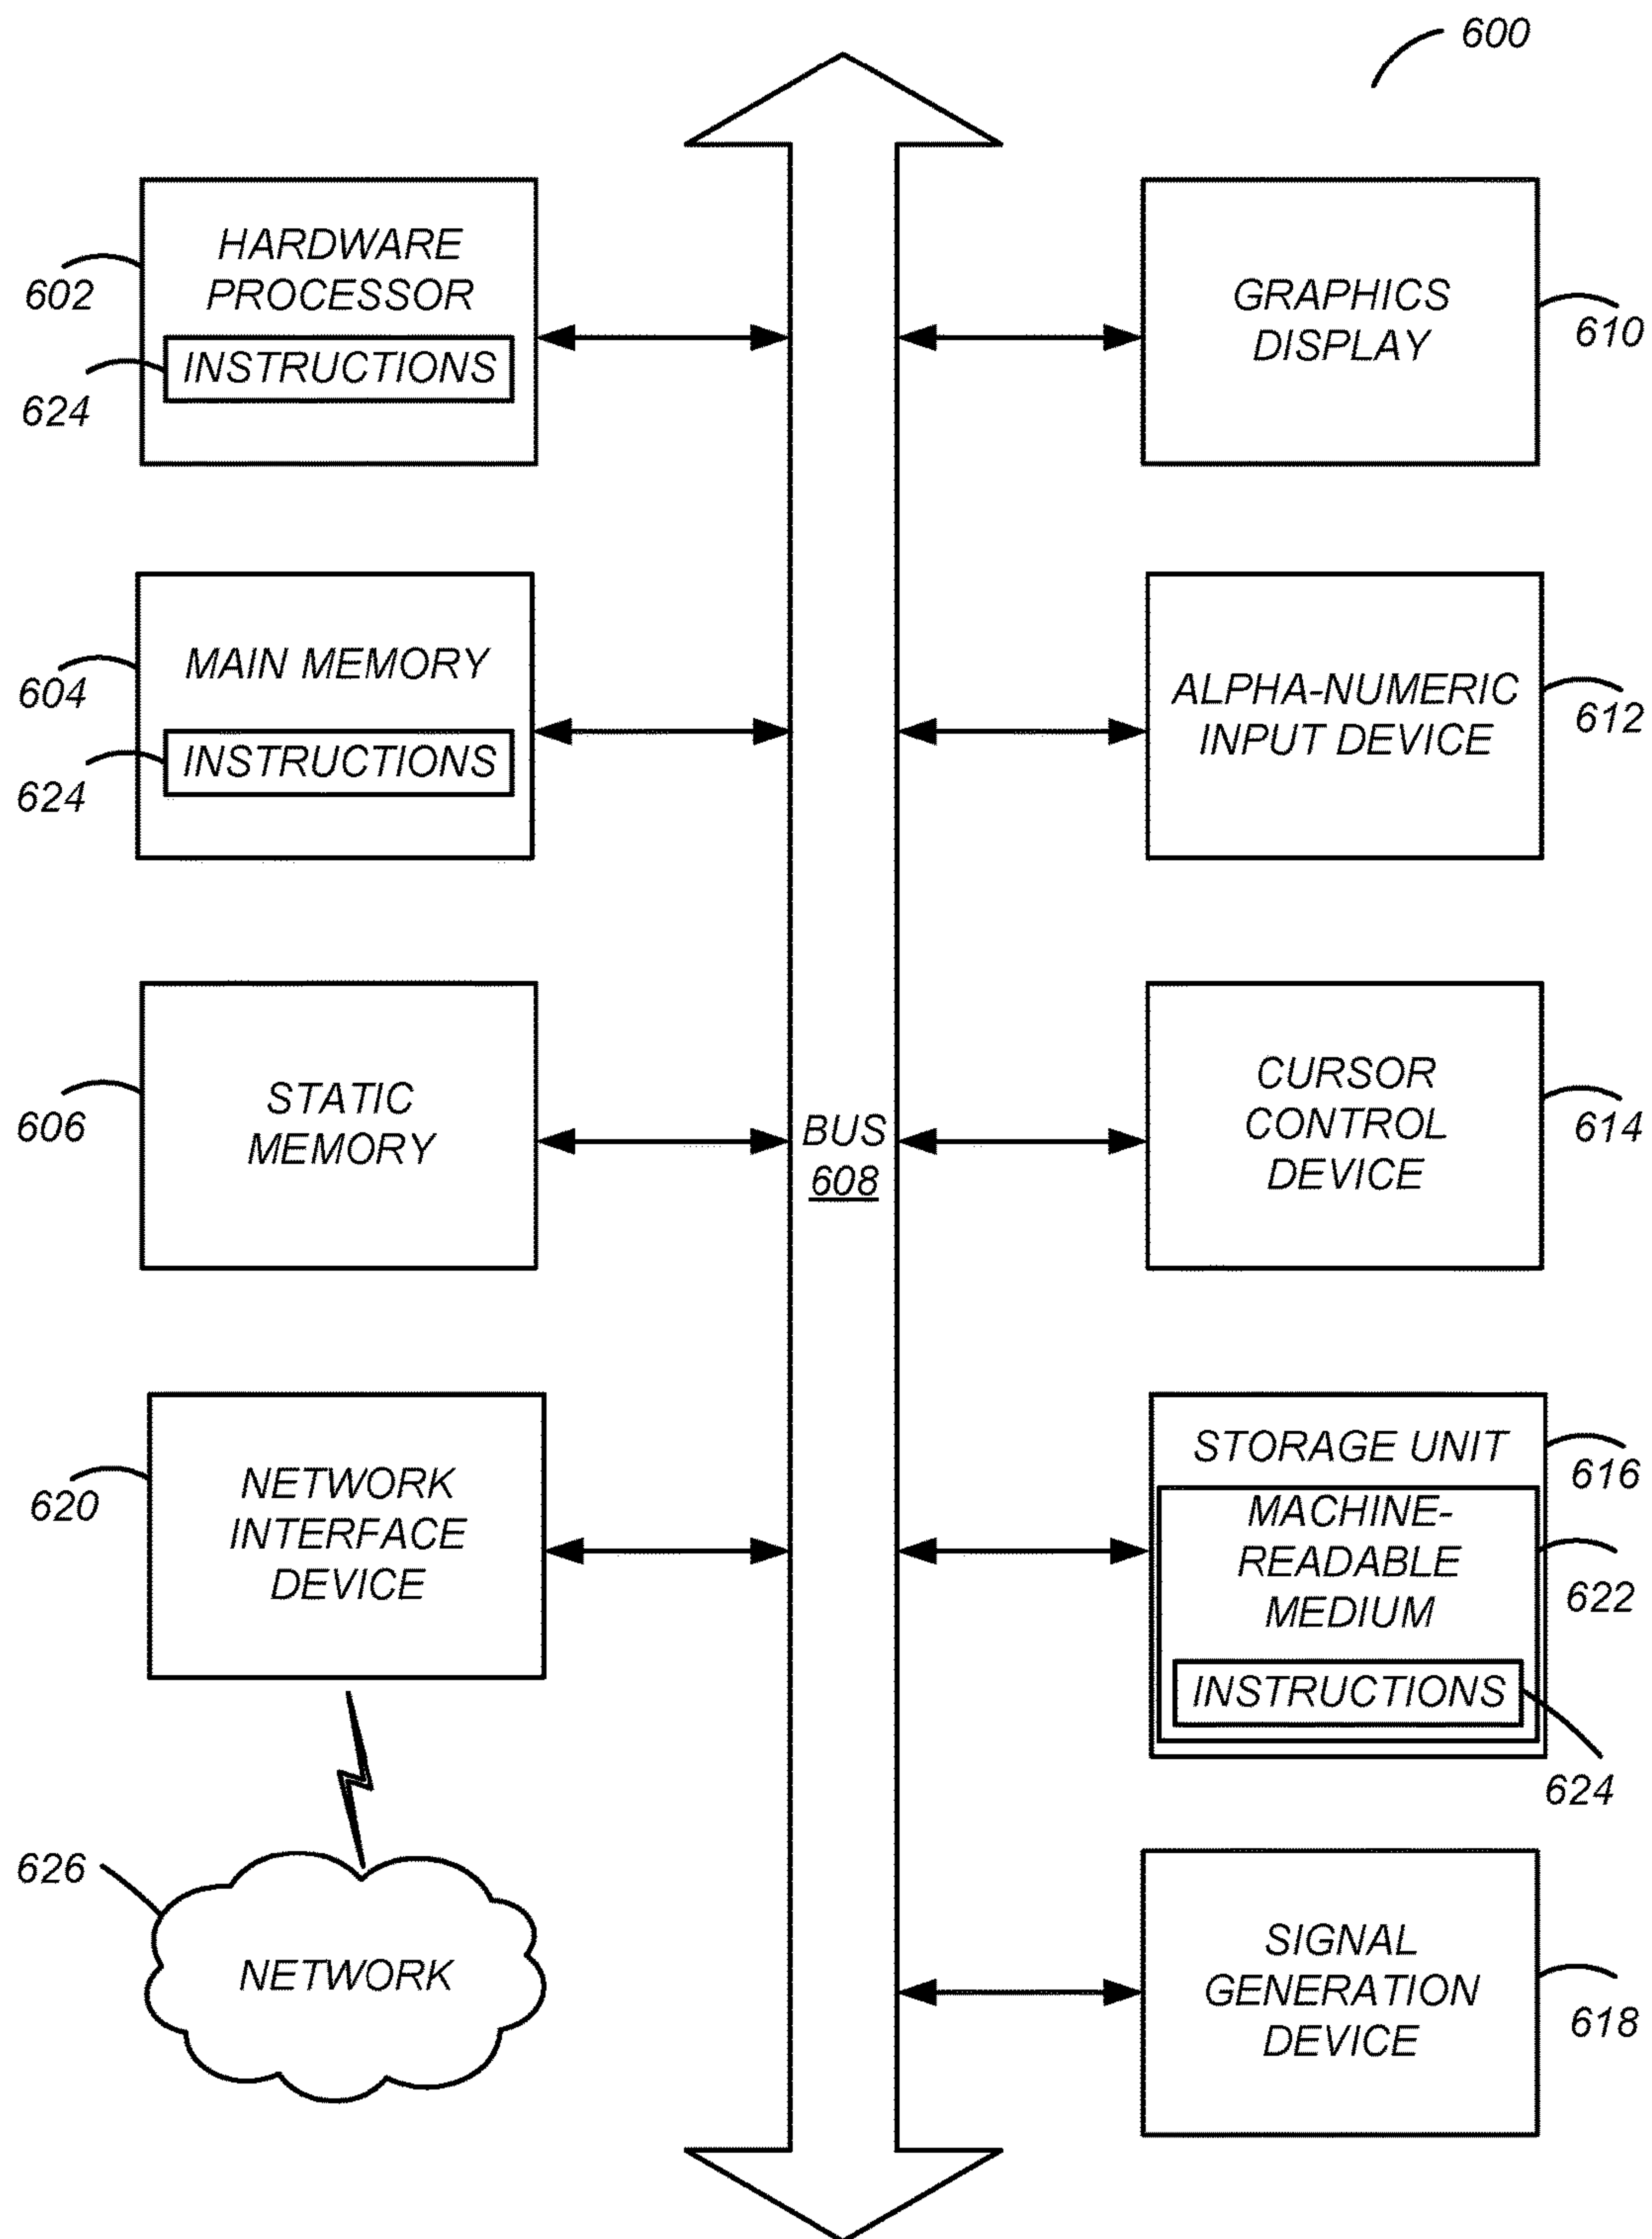 600
HARDWARE
PROCESSOR
602
INSTRUCTIONS
624
GRAPHICS
DISPLAY
610
MAIN MEMORY
604
INSTRUCTIONS
624
ALPHA-NUMERIC
INPUT DEVICE
612
STATIC
MEMORY
606
BUS
608
CURSOR
CONTROL
DEVICE
614
NETWORK
INTERFACE
DEVICE
620
STORAGE UNIT
616
MACHINE-
READABLE
MEDIUM
622
INSTRUCTIONS
624
626
NETWORK
SIGNAL
GENERATION
DEVICE
618